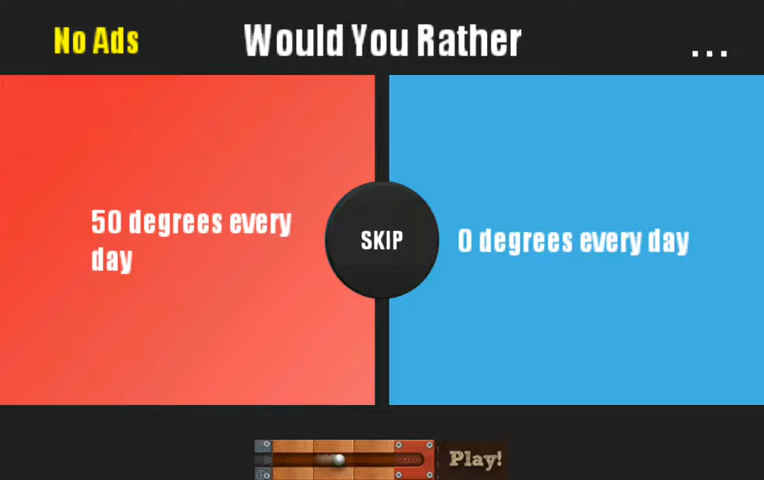 No Ads
Would You Rather
...
50 degrees every
day
SKIP
0 degrees every day
Play!